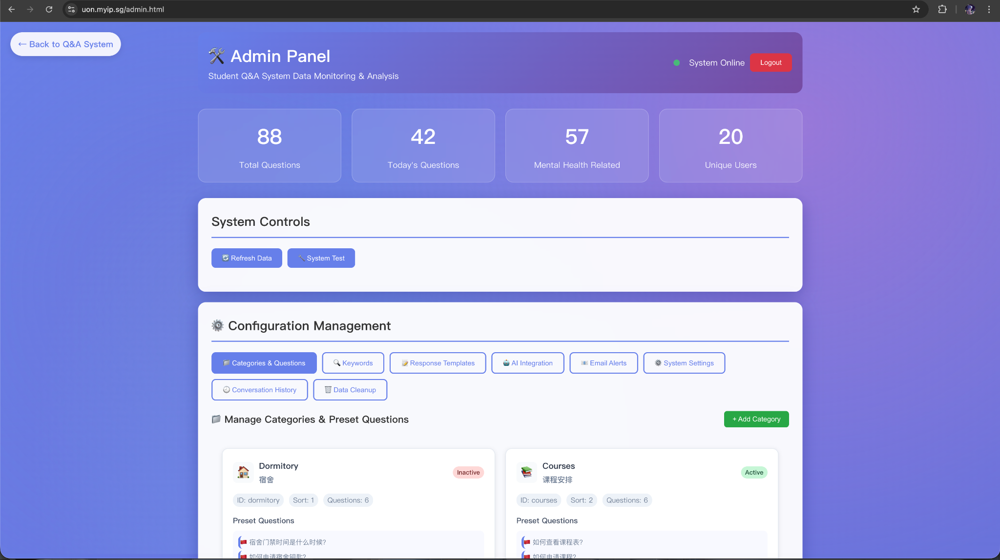 uon.myip.sg/admin.html
← Back to Q&A System
🛠️ Admin Panel
Student Q&A System Data Monitoring & Analysis
System Online
Logout
88
Total Questions
42
Today's Questions
57
Mental Health Related
20
Unique Users
System Controls
🔄 Refresh Data
🔧 System Test
⚙️ Configuration Management
📁 Categories & Questions
🔍 Keywords
📝 Response Templates
🤖 AI Integration
📧 Email Alerts
⚙️ System Settings
🕘 Conversation History
🗑️ Data Cleanup
📁 Manage Categories & Preset Questions
+ Add Category
Dormitory
宿舍
Inactive
ID: dormitory
Sort: 1
Questions: 6
Preset Questions
🇨🇳 宿舍门禁时间是什么时候?
🇨🇳 如何申请宿舍钥匙?
Courses
课程安排
Active
ID: courses
Sort: 2
Questions: 6
Preset Questions
🇨🇳 如何查看课程表?
🇨🇳 如何申请课程?